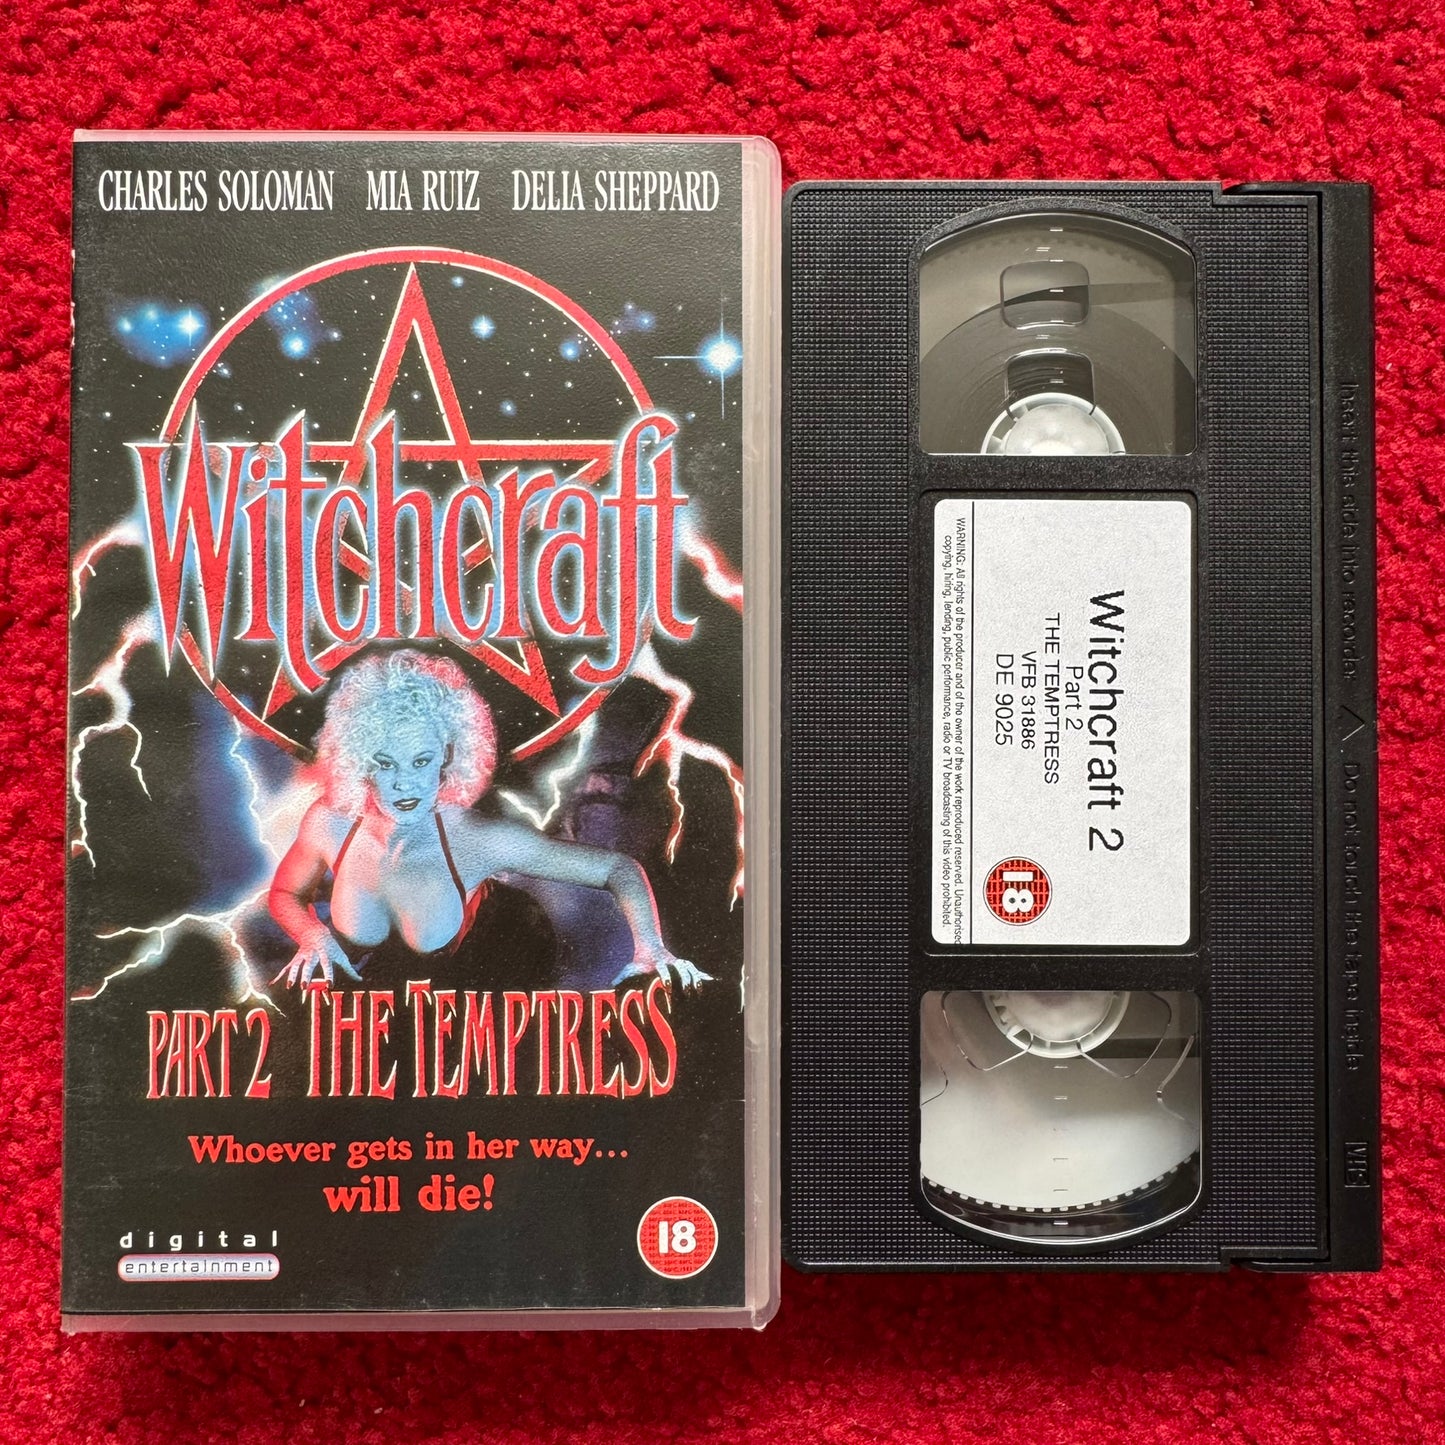 CHARLES SOLOMAN MIA RUIZ DELIA SHEPPARD
Witchcraft
PART 2 THE TEMPTRESS
Whoever gets in her way...
will die!
digital
entertainment
18
Witchcraft 2
Part 2
THE TEMPTRESS
VFB 31886
DE 9025
18
WARNING: All rights of the producer and of the owner of the work reproduced reserved. Unauthorised
copying, hiring, lending, public performance, radio or TV broadcasting of this video prohibited.
Insert this side into recorder △ Do not touch the tape inside
VHS